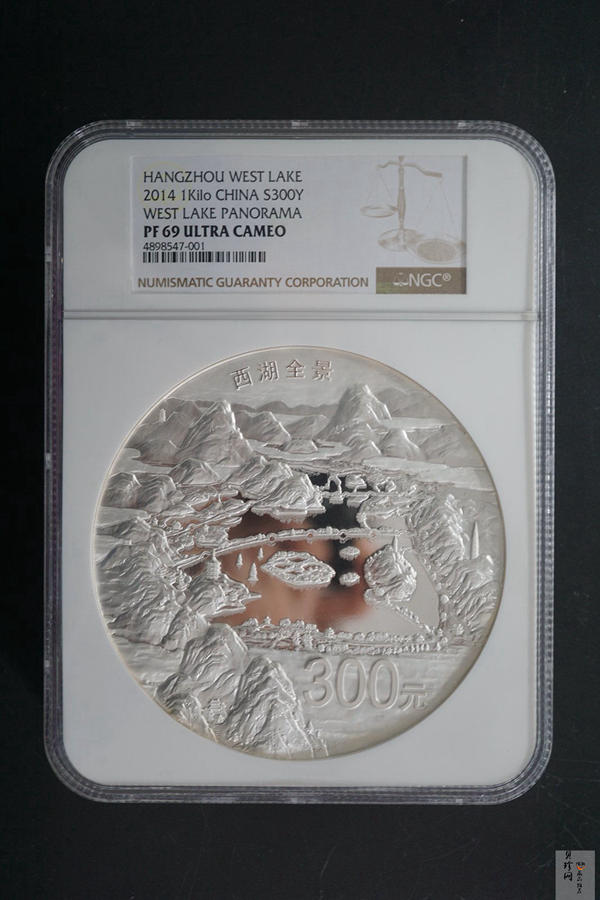 HANGZHOU WEST LAKE
2014 1Kilo CHINA S300Y
WEST LAKE PANORAMA
PF 69 ULTRA CAMEO
4898547-001
NUMISMATIC GUARANTY CORPORATION
NGC®
西湖全景
300元